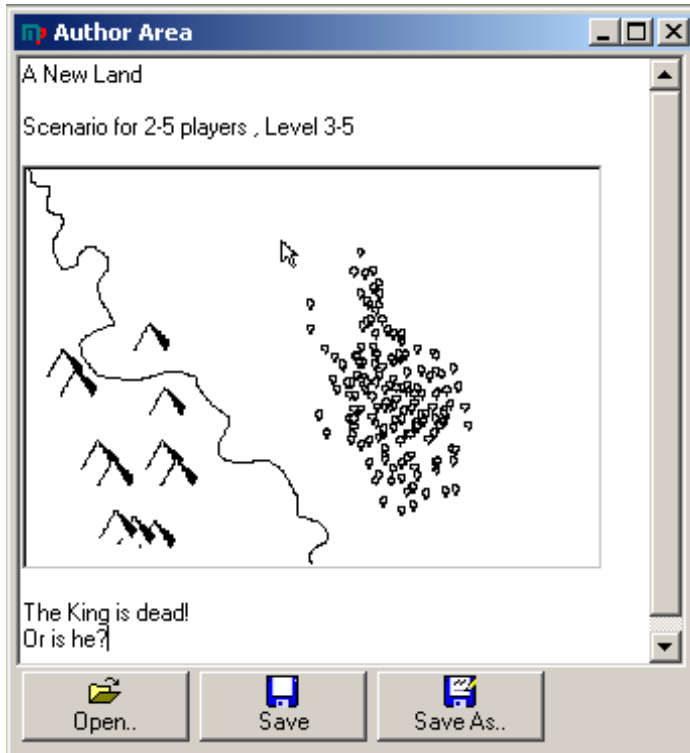 Author Area
A New Land
Scenario for 2-5 players , Level 3-5
The King is dead!
Or is he?
Open..
Save
Save As..